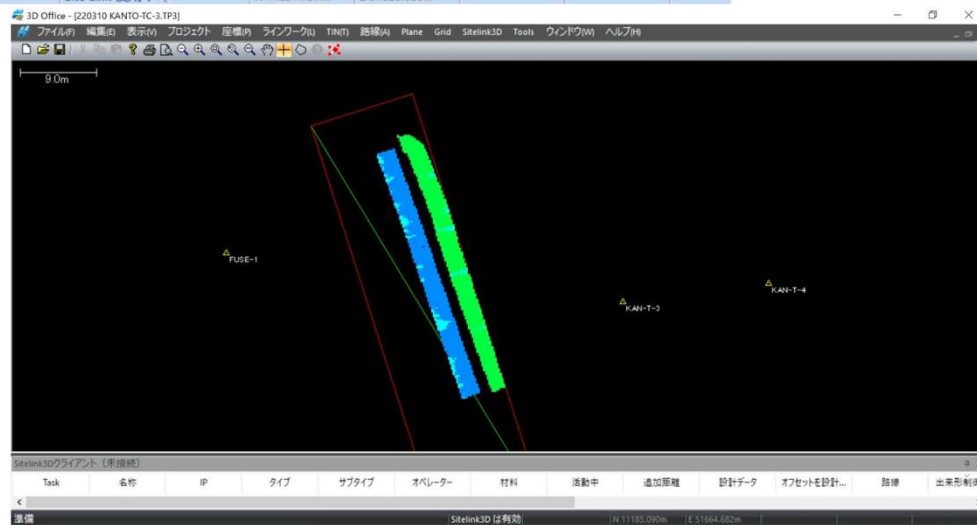 3D Office - [220310 KANTO-TC-3.TP3]
ファイル(F) 編集(E) 表示(V) プロジェクト 座標(P) ラインワーク(L) TIN(T) 路線(A) Plane Grid Sitelink3D Tools ウィンドウ(W) ヘルプ(H)
9.0m
FUSE-1
KAN-T-4
KAN-T-3
Sitelink3Dクライアント (未接続)
Task 名称 IP タイプ サブタイプ オペレーター 材料 活動中 追加距離 設計データ オフセットを設計... 路線
準備 Sitelink3D は有効 N 11185.090m E 51664.682m